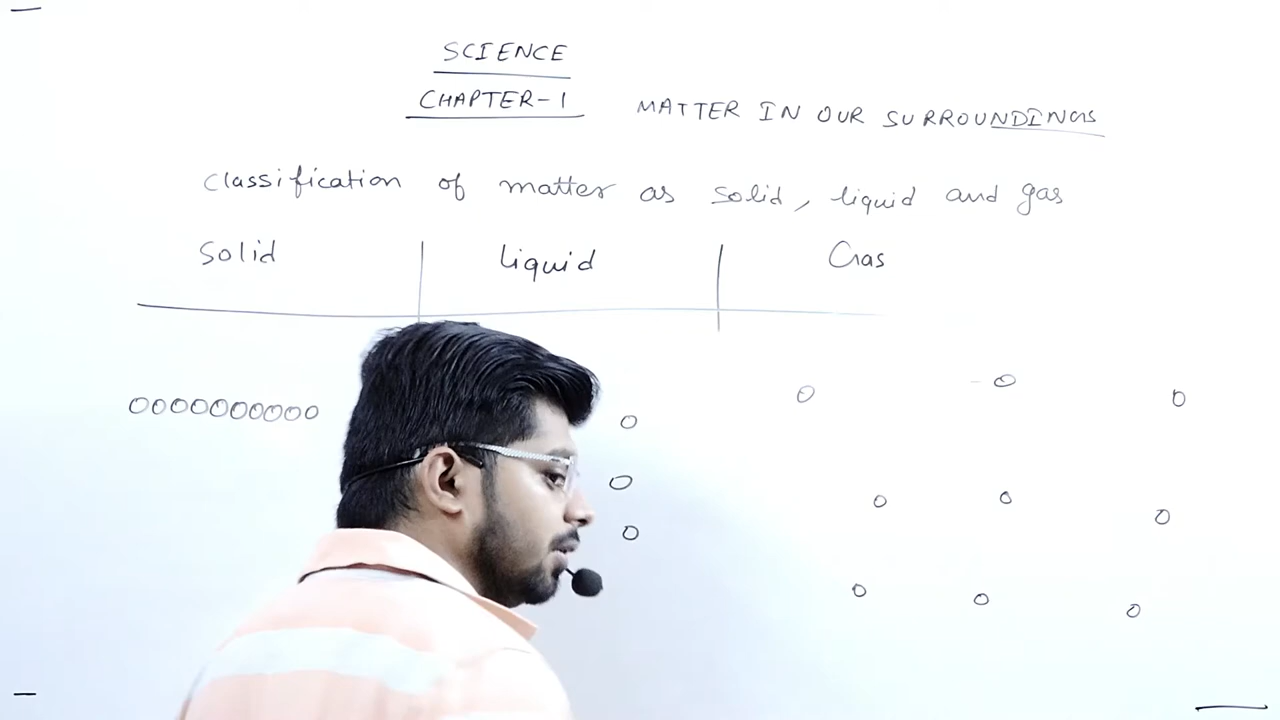 SCIENCE
CHAPTER-1 MATTER IN OUR SURROUNDINGS
Classification of matter as solid, liquid and gas
Solid liquid Gas